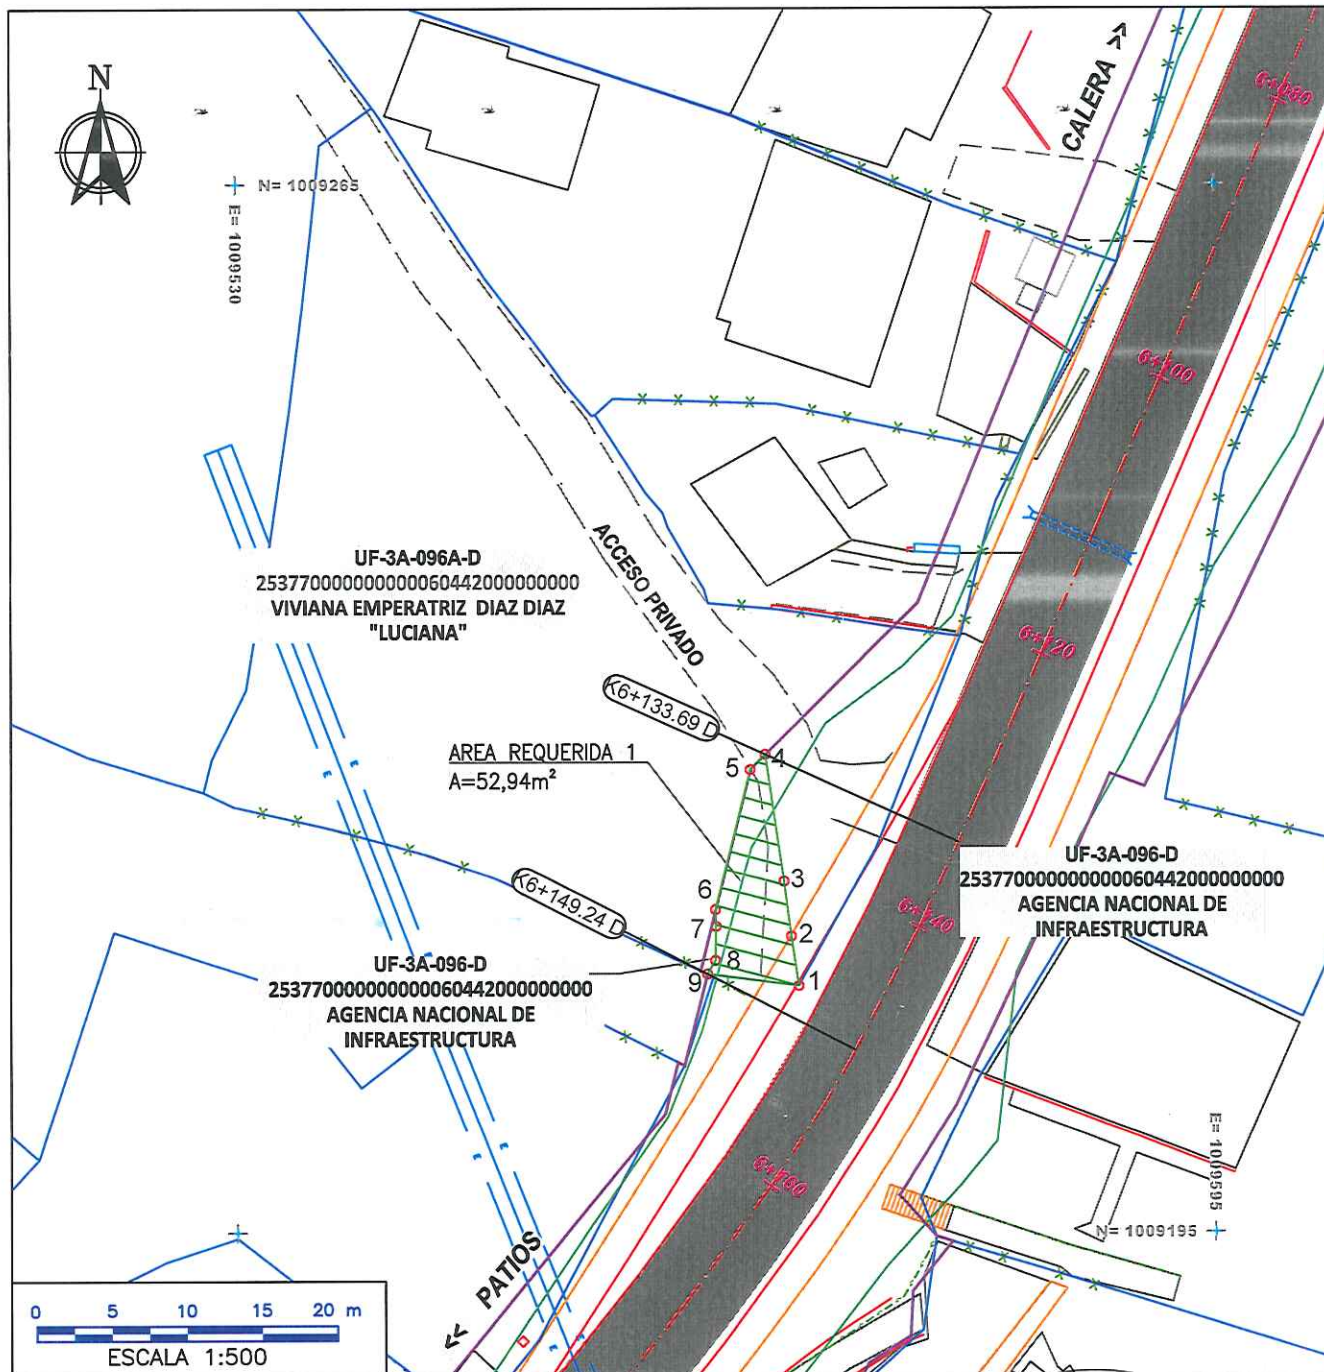 N
N= 1009265
E= 1009530
CALERA >>
6+080
6+100
6+120
6+140
6+160
UF-3A-096A-D
253770000000000060442000000000
VIVIANA EMPERATRIZ DIAZ DIAZ
"LUCIANA"
ACCESO PRIVADO
K6+133.69 D
AREA REQUERIDA 1
A=52,94m²
4
5
3
6
7
2
8
9
1
K6+149.24 D
UF-3A-096-D
253770000000000060442000000000
AGENCIA NACIONAL DE
INFRAESTRUCTURA
UF-3A-096-D
253770000000000060442000000000
AGENCIA NACIONAL DE
INFRAESTRUCTURA
E= 1009595
N= 1009195
<< PATIOS
0 5 10 15 20 m
ESCALA 1:500